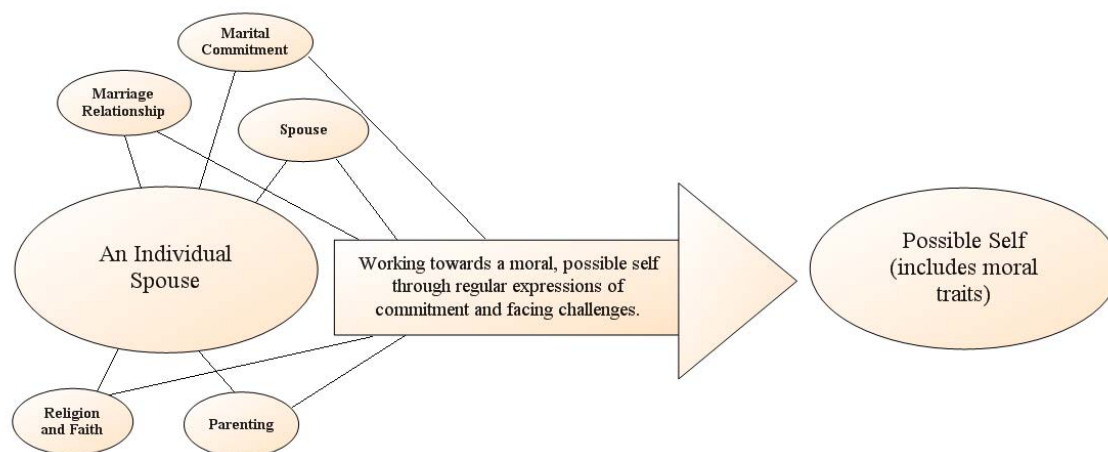 Marital
Commitment
Marriage
Relationship
Spouse
An Individual
Spouse
Working towards a moral, possible self
through regular expressions of
commitment and facing challenges.
Possible Self
(includes moral
traits)
Religion
and Faith
Parenting